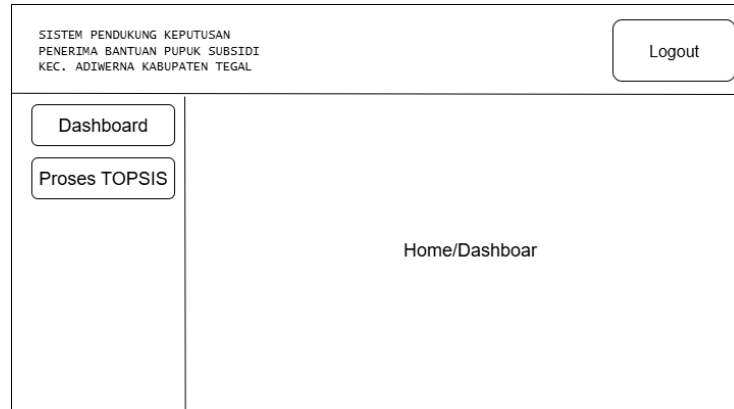 SISTEM PENDUKUNG KEPUTUSAN
PENERIMA BANTUAN PUPUK SUBSIDI
KEC. ADIWERNA KABUPATEN TEGAL
Logout
Dashboard
Proses TOPSIS
Home/Dashboar